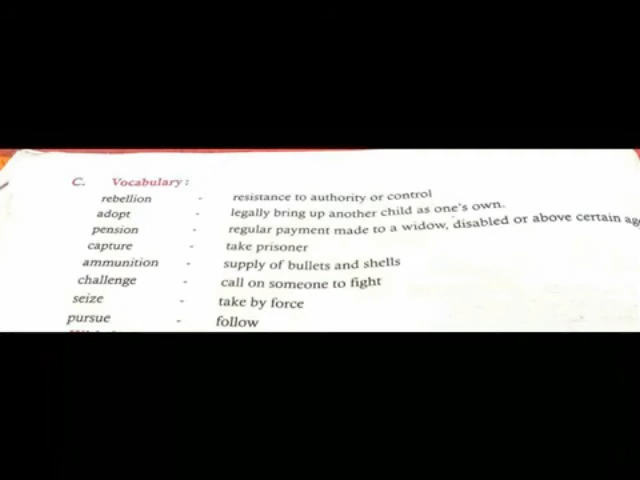 C. Vocabulary:
rebellion - resistance to authority or control
adopt - legally bring up another child as one's own.
pension - regular payment made to a widow, disabled or above certain
capture - take prisoner
ammunition - supply of bullets and shells
challenge - call on someone to fight
seize - take by force
pursue - follow